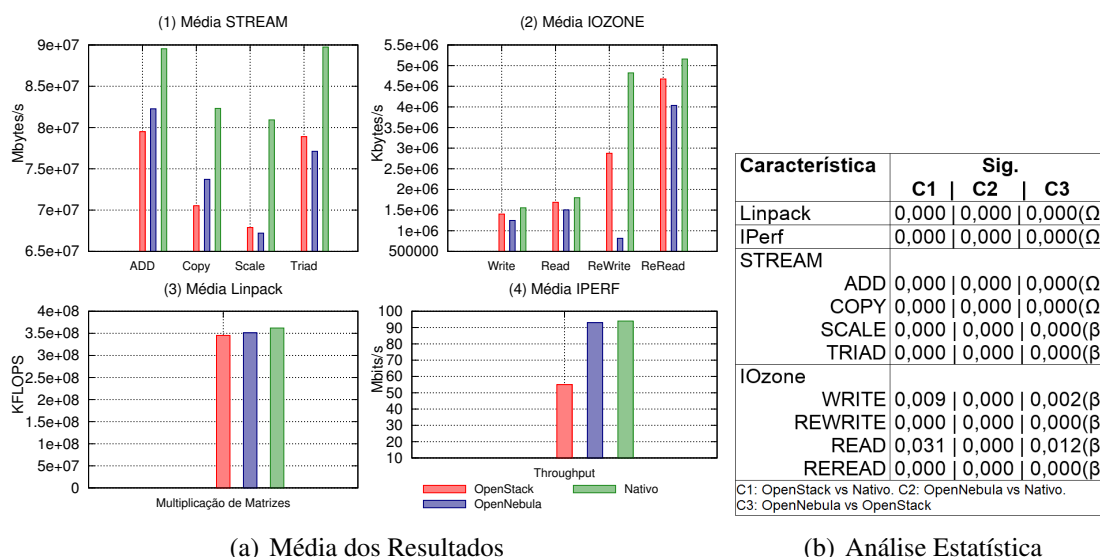 (1) Média STREAM
Mbytes/s
9e+07
8.5e+07
8e+07
7.5e+07
7e+07
6.5e+07
ADD Copy Scale Triad
(2) Média IOZONE
Kbytes/s
5.5e+06
5e+06
4.5e+06
4e+06
3.5e+06
3e+06
2.5e+06
2e+06
1.5e+06
1e+06
500000
Write Read ReWrite ReRead
(3) Média Linpack
KFLOPS
4e+08
3.5e+08
3e+08
2.5e+08
2e+08
1.5e+08
1e+08
5e+07
0
Multiplicação de Matrizes
(4) Média IPERF
Mbits/s
100
90
80
70
60
50
40
30
20
10
Throughput
OpenStack
OpenNebula
Nativo
(a) Média dos Resultados
Característica Sig.
C1 | C2 | C3
Linpack 0,000 | 0,000 | 0,000(Ω
IPerf 0,000 | 0,000 | 0,000(Ω
STREAM
ADD 0,000 | 0,000 | 0,000(Ω
COPY 0,000 | 0,000 | 0,000(Ω
SCALE 0,000 | 0,000 | 0,000(β
TRIAD 0,000 | 0,000 | 0,000(β
IOzone
WRITE 0,009 | 0,000 | 0,002(β
REWRITE 0,000 | 0,000 | 0,000(β
READ 0,031 | 0,000 | 0,012(β
REREAD 0,000 | 0,000 | 0,000(β
C1: OpenStack vs Nativo. C2: OpenNebula vs Nativo.
C3: OpenNebula vs OpenStack
(b) Análise Estatística